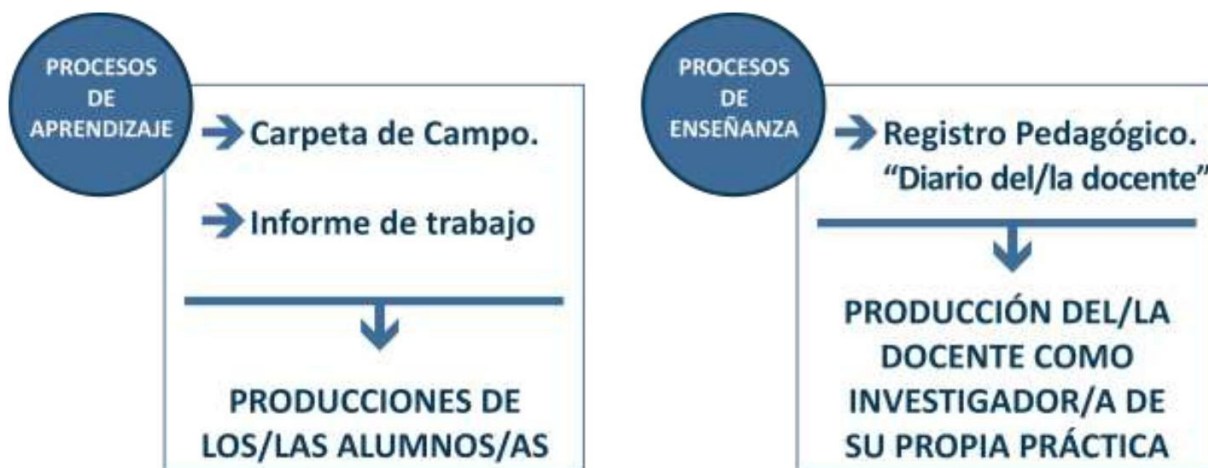 PROCESOS
DE
APRENDIZAJE
Carpeta de Campo.
Informe de trabajo
PRODUCCIONES DE
LOS/LAS ALUMNOS/AS
PROCESOS
DE
ENSEÑANZA
Registro Pedagógico.
“Diario del/la docente”
PRODUCCIÓN DEL/LA
DOCENTE COMO
INVESTIGADOR/A DE
SU PROPIA PRÁCTICA